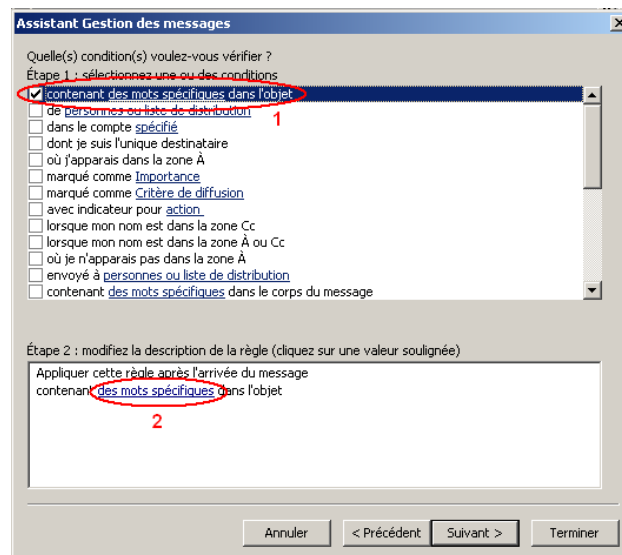 Assistant Gestion des messages
Quelle(s) condition(s) voulez-vous vérifier ?
Étape 1 : sélectionnez une ou des conditions
contenant des mots spécifiques dans l'objet
1
de personnes ou liste de distribution
dans le compte spécifié
dont je suis l'unique destinataire
où j'apparais dans la zone À
marqué comme Importance
marqué comme Critère de diffusion
avec indicateur pour action
lorsque mon nom est dans la zone Cc
lorsque mon nom est dans la zone À ou Cc
où je n'apparais pas dans la zone À
envoyé à personnes ou liste de distribution
contenant des mots spécifiques dans le corps du message
Étape 2 : modifiez la description de la règle (cliquez sur une valeur soulignée)
Appliquer cette règle après l'arrivée du message
contenant des mots spécifiques dans l'objet
2
Annuler
< Précédent
Suivant >
Terminer